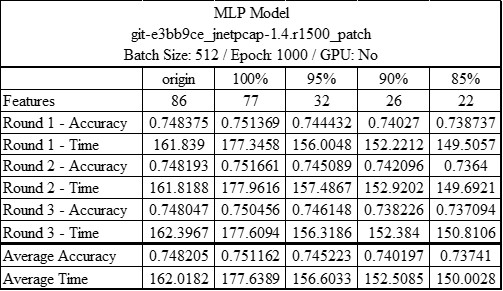 MLP Model
git-e3bb9ce_jnetpcap-1.4.r1500_patch
Batch Size: 512 / Epoch: 1000 / GPU: No
origin 100% 95% 90% 85%
Features 86 77 32 26 22
Round 1 - Accuracy 0.748375 0.751369 0.744432 0.74027 0.738737
Round 1 - Time 161.839 177.3458 156.0048 152.2212 149.5057
Round 2 - Accuracy 0.748193 0.751661 0.745089 0.742096 0.7364
Round 2 - Time 161.8188 177.9616 157.4867 152.9202 149.6921
Round 3 - Accuracy 0.748047 0.750456 0.746148 0.738226 0.737094
Round 3 - Time 162.3967 177.6094 156.3186 152.384 150.8106
Average Accuracy 0.748205 0.751162 0.745223 0.740197 0.73741
Average Time 162.0182 177.6389 156.6033 152.5085 150.0028